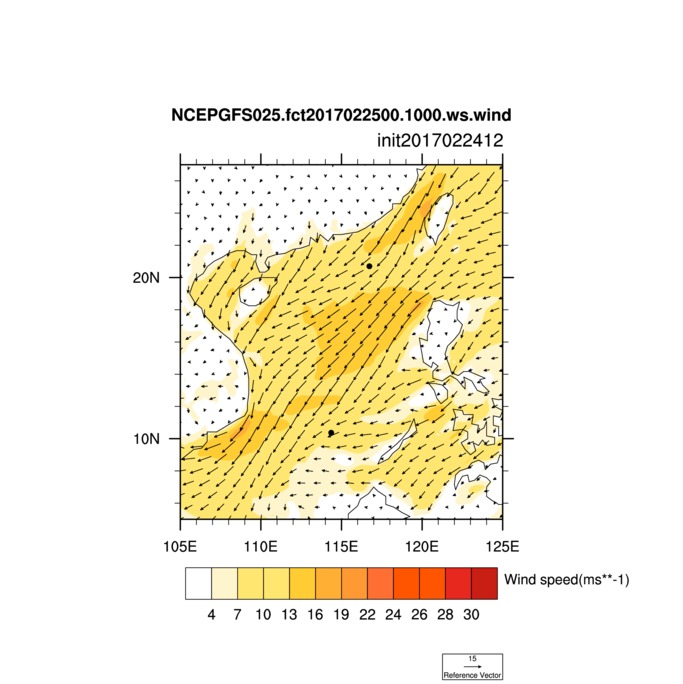 NCEPGFS025.fct2017022500.1000.ws.wind
init2017022412
20N
10N
105E 110E 115E 120E 125E
Wind speed(ms**-1)
4 7 10 13 16 19 22 24 26 28 30
15
Reference Vector